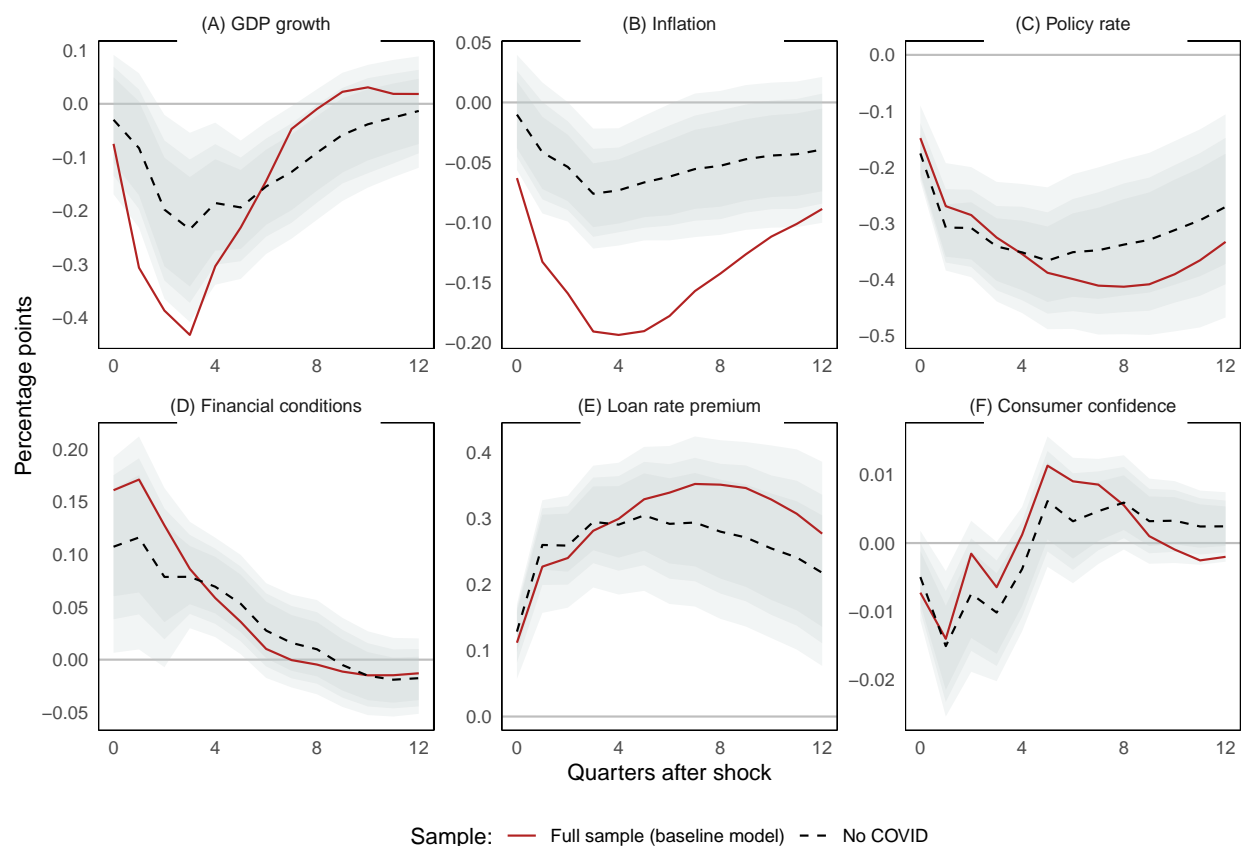 (A) GDP growth
(B) Inflation
(C) Policy rate
0.1
0.0
−0.1
−0.2
−0.3
−0.4
0.05
0.00
−0.05
−0.10
−0.15
−0.20
0.0
−0.1
−0.2
−0.3
−0.4
−0.5
0 4 8 12
0 4 8 12
0 4 8 12
Percentage points
(D) Financial conditions
(E) Loan rate premium
(F) Consumer confidence
0.20
0.15
0.10
0.05
0.00
−0.05
0.4
0.3
0.2
0.1
0.0
0.01
0.00
−0.01
−0.02
0 4 8 12
0 4 8 12
0 4 8 12
Quarters after shock
Sample: Full sample (baseline model) No COVID